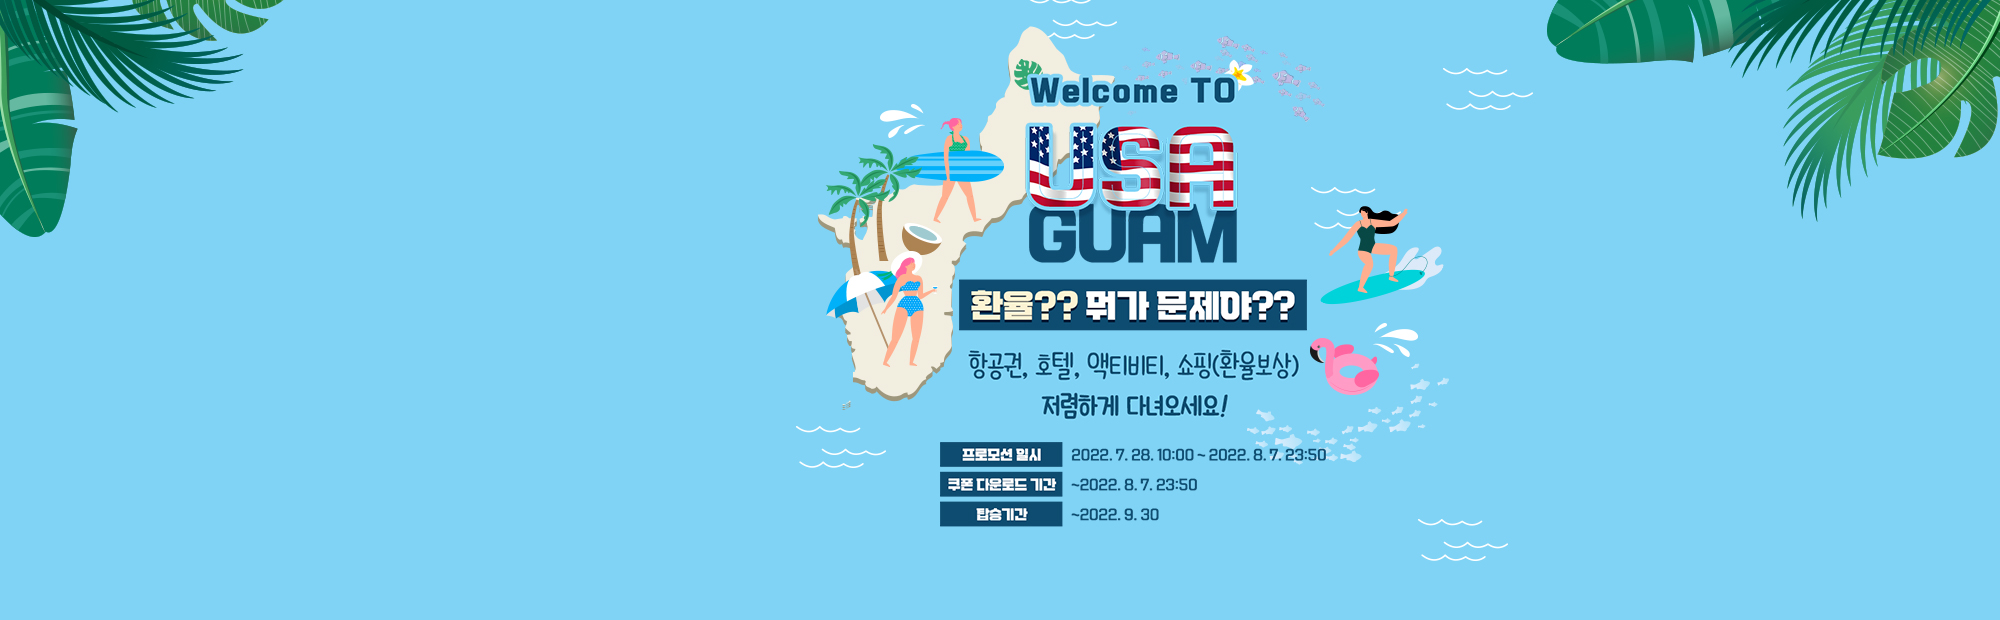 Welcome TO
USA
GUAM
환율?? 뭐가 문제야??
항공권, 호텔, 액티비티, 쇼핑(환율보상)
저렴하게 다녀오세요!
프로모션 일시 2022. 7. 28. 10:00 ~ 2022. 8. 7. 23:50
쿠폰 다운로드 기간 ~2022. 8. 7. 23:50
탑승기간 ~2022. 9. 30